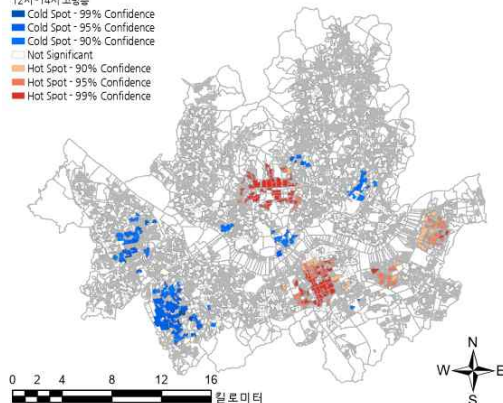 12시~14시 고령층
Cold Spot - 99% Confidence
Cold Spot - 95% Confidence
Cold Spot - 90% Confidence
Not Significant
Hot Spot - 90% Confidence
Hot Spot - 95% Confidence
Hot Spot - 99% Confidence
N
W E
S
0 2 4 8 12 16
킬로미터